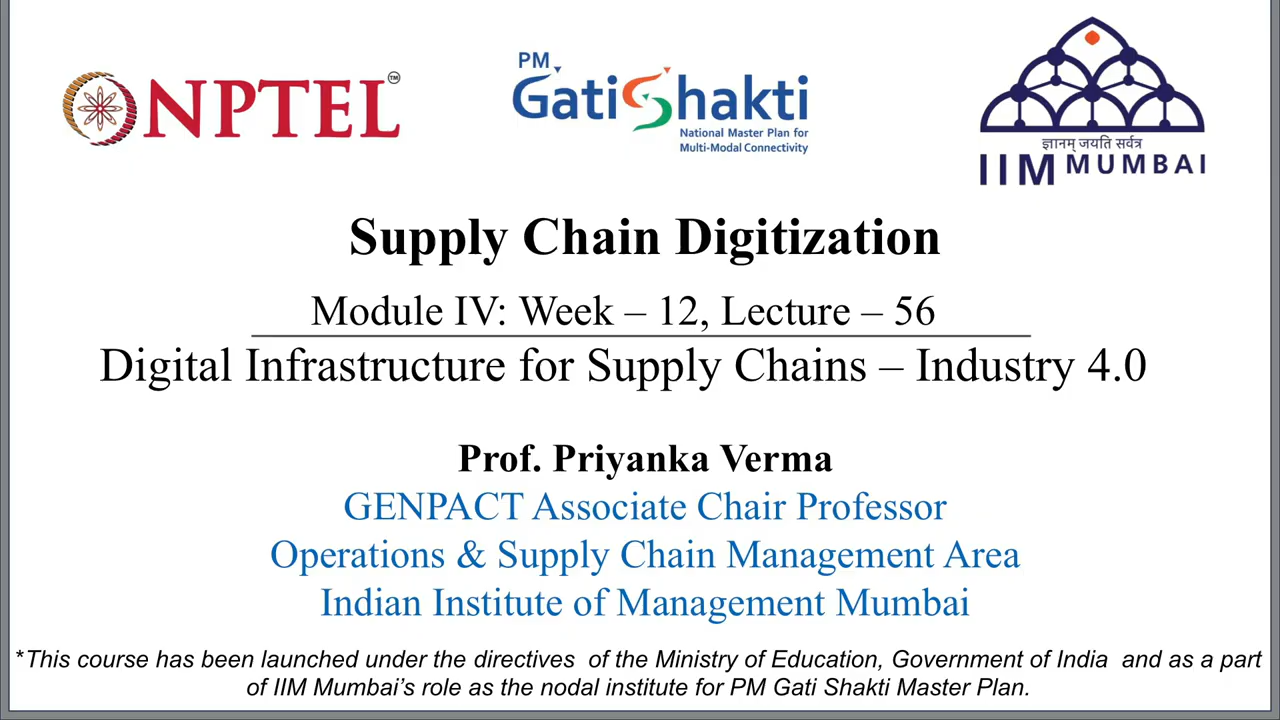 NPTEL™
PM
GatiShakti
National Master Plan for
Multi-Modal Connectivity
ज्ञानम् जयति सर्वत्र
IIM MUMBAI
Supply Chain Digitization
Module IV: Week – 12, Lecture – 56
Digital Infrastructure for Supply Chains – Industry 4.0
Prof. Priyanka Verma
GENPACT Associate Chair Professor
Operations & Supply Chain Management Area
Indian Institute of Management Mumbai
*This course has been launched under the directives of the Ministry of Education, Government of India and as a part
of IIM Mumbai's role as the nodal institute for PM Gati Shakti Master Plan.